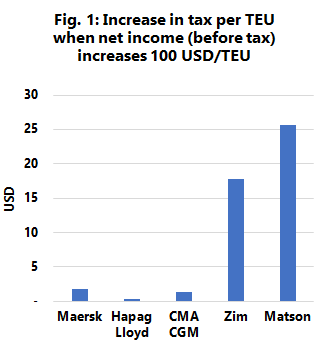 Fig. 1: Increase in tax per TEU
when net income (before tax)
increases 100 USD/TEU
30
25
20
15
10
5
-
USD
Maersk Hapag Lloyd CMA CGM Zim Matson